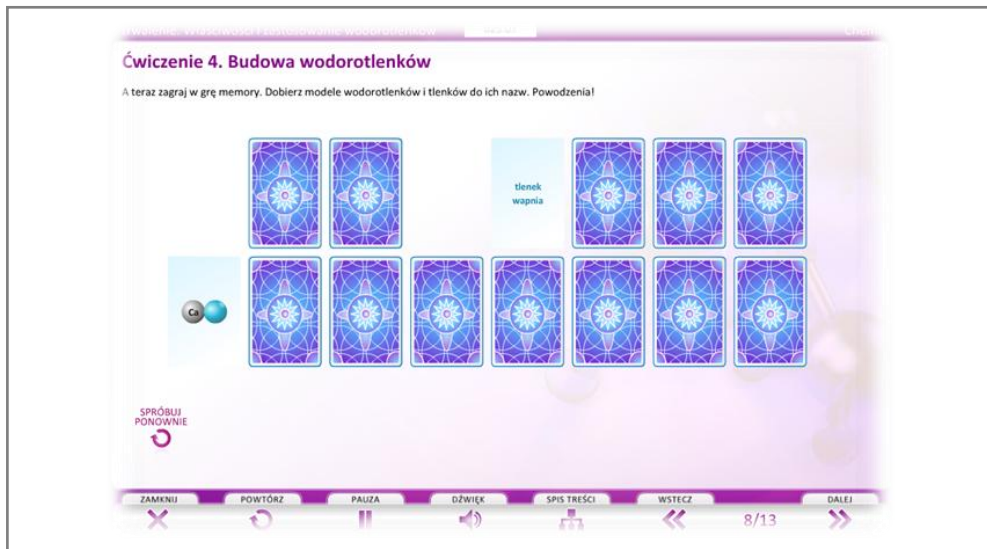 Ćwiczenie 4. Budowa wodorotlenków
A teraz zagraj w grę memory. Dobierz modele wodorotlenków i tlenków do ich nazw. Powodzenia!
tlenek
wapnia
Ca
SPRÓBUJ
PONOWNIE
ZAMKNIJ POWTÓRZ PAUZA DŹWIĘK SPIS TREŚCI WSTECZ DALEJ
8/13